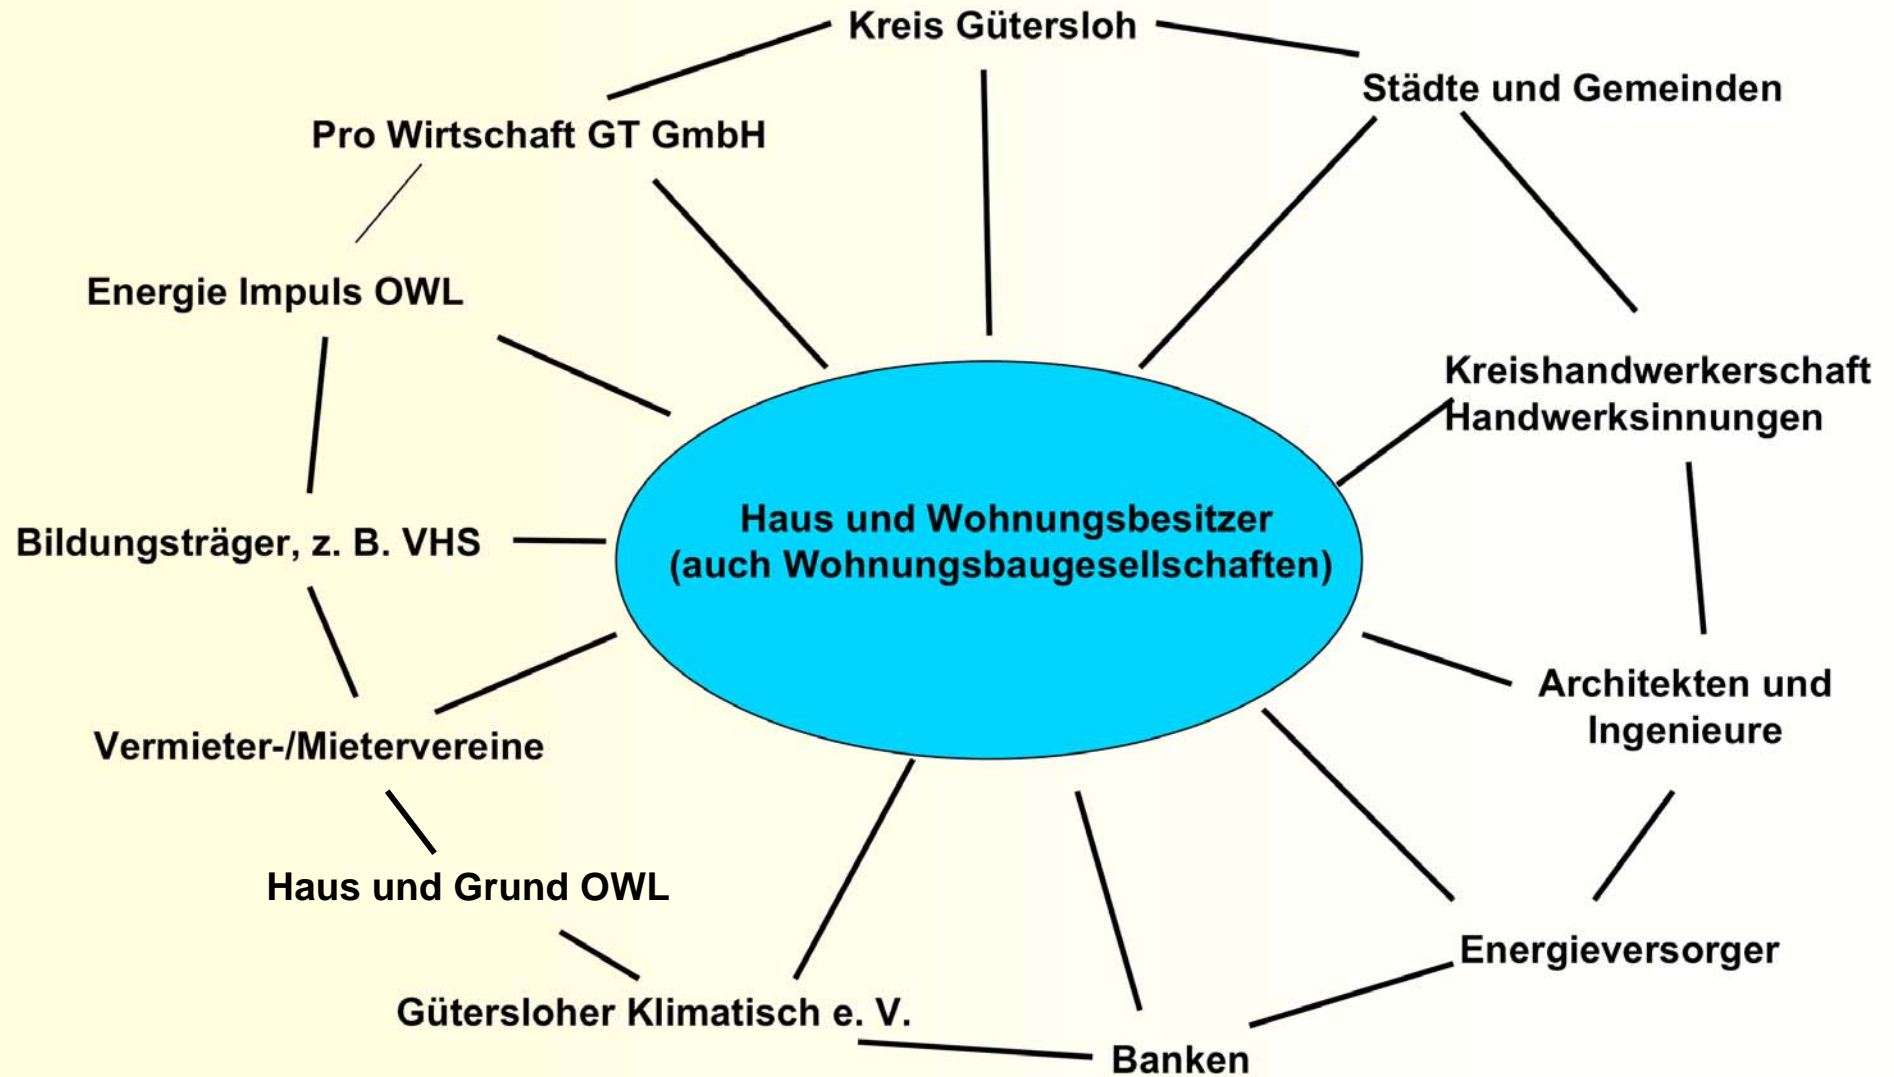 Kreis Gütersloh
Städte und Gemeinden
Pro Wirtschaft GT GmbH
Energie Impuls OWL
Kreishandwerkerschaft
Handwerksinnungen
Haus und Wohnungsbesitzer
(auch Wohnungsbaugesellschaften)
Bildungsträger, z. B. VHS
Architekten und
Ingenieure
Vermieter-/Mietervereine
Haus und Grund OWL
Energieversorger
Gütersloher Klimatisch e. V.
Banken